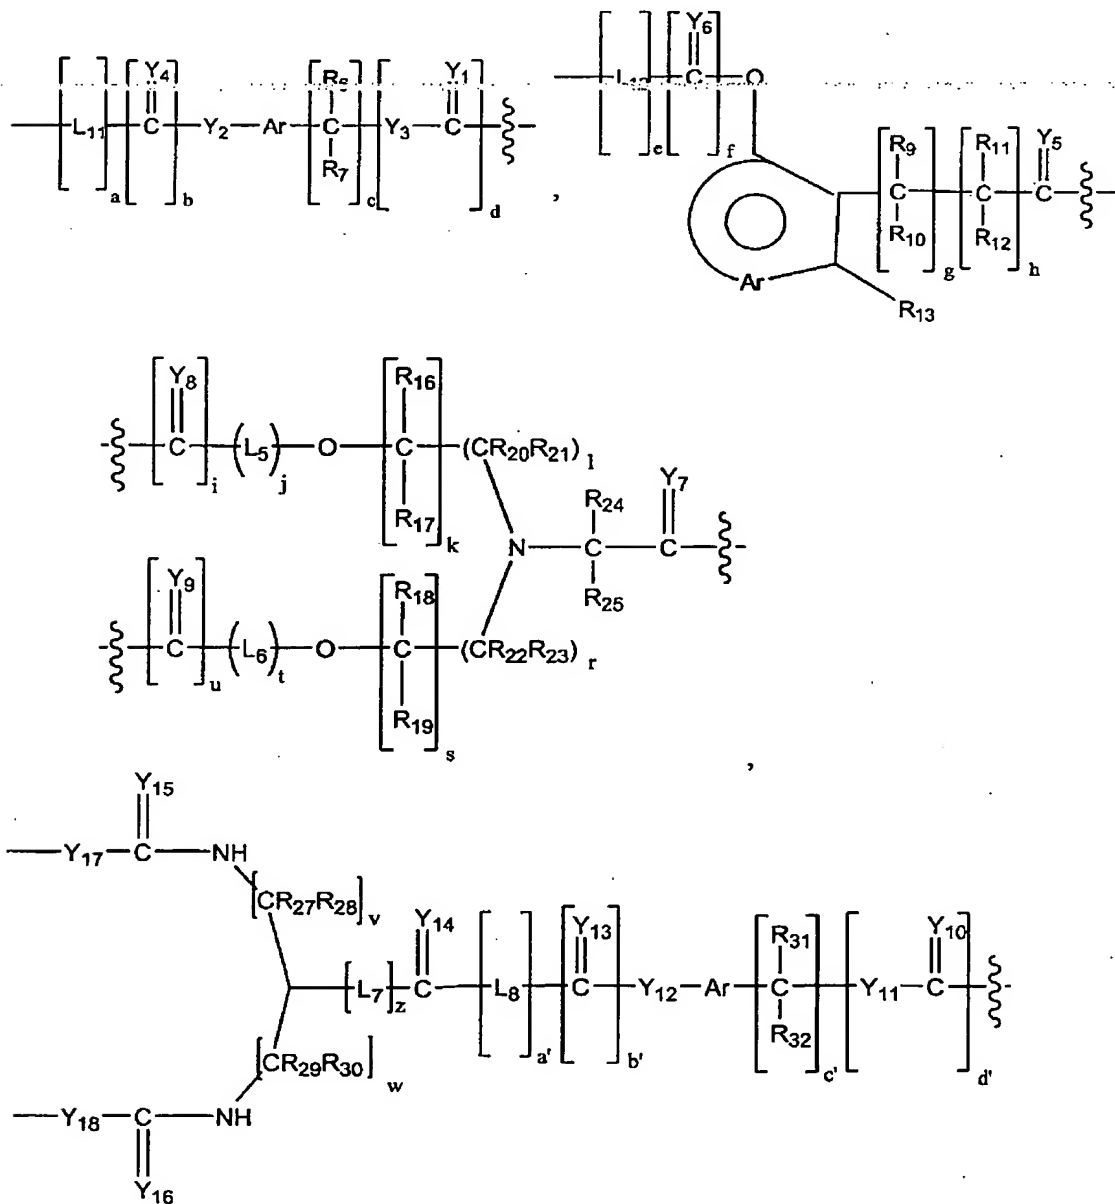 [ L11 ]a [ C Y4 ]b Y2 Ar [ R6 C R7 ]c [ Y3 C Y1 ]d ,
[ ]e [ Y6 C ]f O
Ar [ R9 C R10 ]g [ R11 C R12 ]h Y5 C
R13
[ Y8 C ]i (L5)j O [ R16 C R17 ]k (CR20R21)l
N R24 C R25 Y7 C
[ Y9 C ]u (L6)t O [ R18 C R19 ]s (CR22R23)r
,
Y15
Y17 C NH
[CR27R28]v
[L7]z Y14 C [ L8 ]a' [ Y13 C ]b' Y12 Ar [ R31 C R32 ]c' [ Y11 Y10 C ]d'
[CR29R30]w
Y18 C NH
Y16